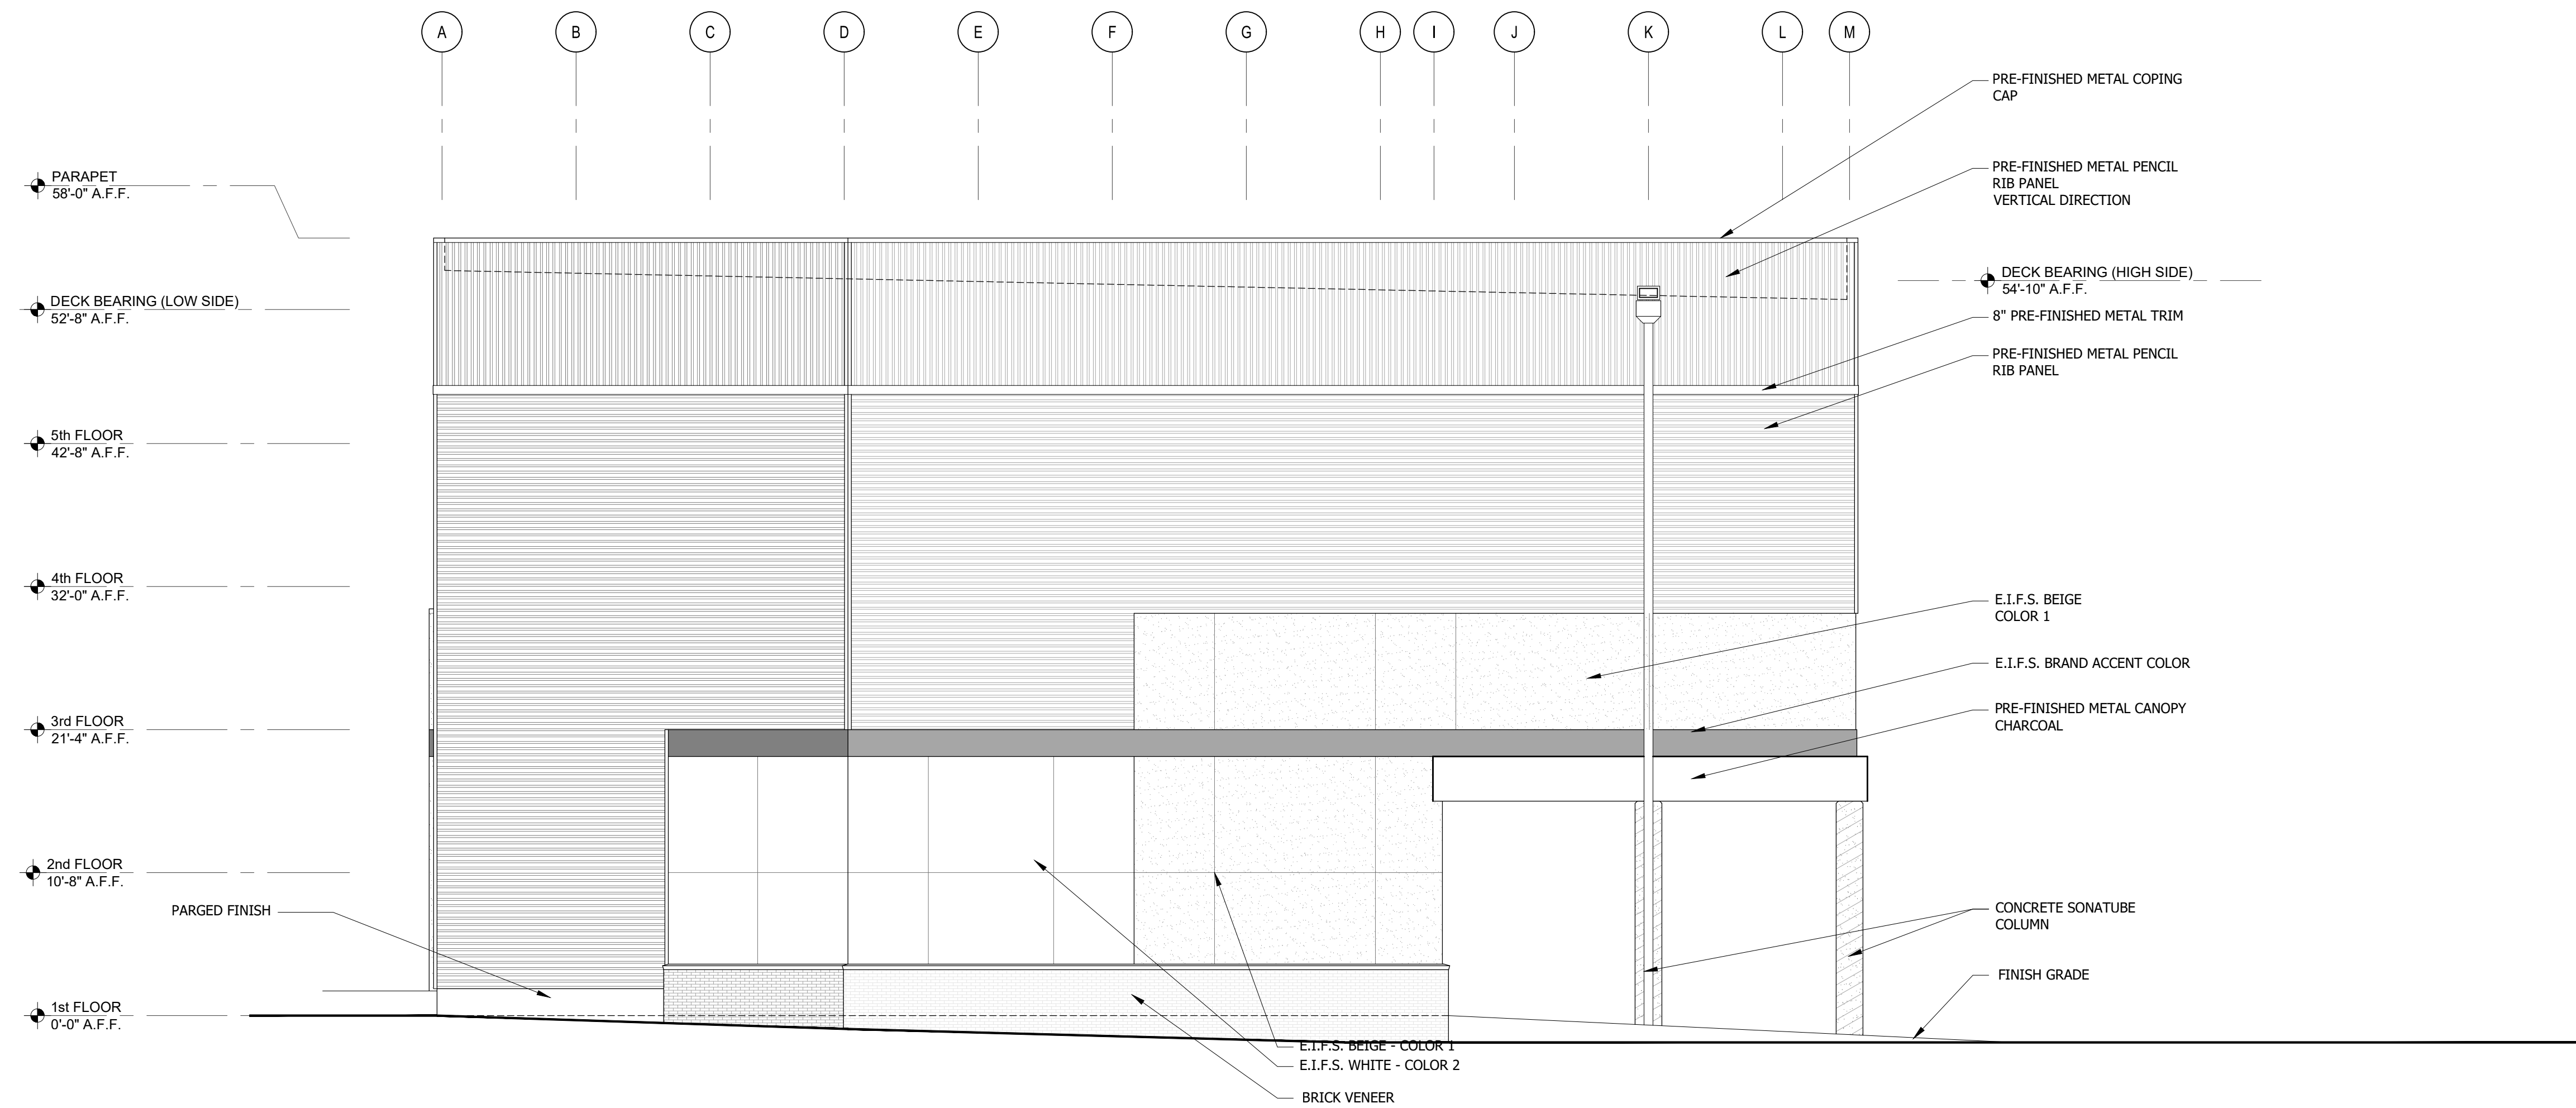 A B C D E F G H I J K L M
PRE-FINISHED METAL COPING
CAP
PRE-FINISHED METAL PENCIL
RIB PANEL
VERTICAL DIRECTION
PARAPET
58'-0" A.F.F.
DECK BEARING (HIGH SIDE)
54'-10" A.F.F.
DECK BEARING (LOW SIDE)
52'-8" A.F.F.
8" PRE-FINISHED METAL TRIM
PRE-FINISHED METAL PENCIL
RIB PANEL
5th FLOOR
42'-8" A.F.F.
4th FLOOR
32'-0" A.F.F.
E.I.F.S. BEIGE
COLOR 1
E.I.F.S. BRAND ACCENT COLOR
PRE-FINISHED METAL CANOPY
CHARCOAL
3rd FLOOR
21'-4" A.F.F.
2nd FLOOR
10'-8" A.F.F.
PARGED FINISH
CONCRETE SONATUBE
COLUMN
FINISH GRADE
1st FLOOR
0'-0" A.F.F.
E.I.F.S. BEIGE - COLOR 1
E.I.F.S. WHITE - COLOR 2
BRICK VENEER